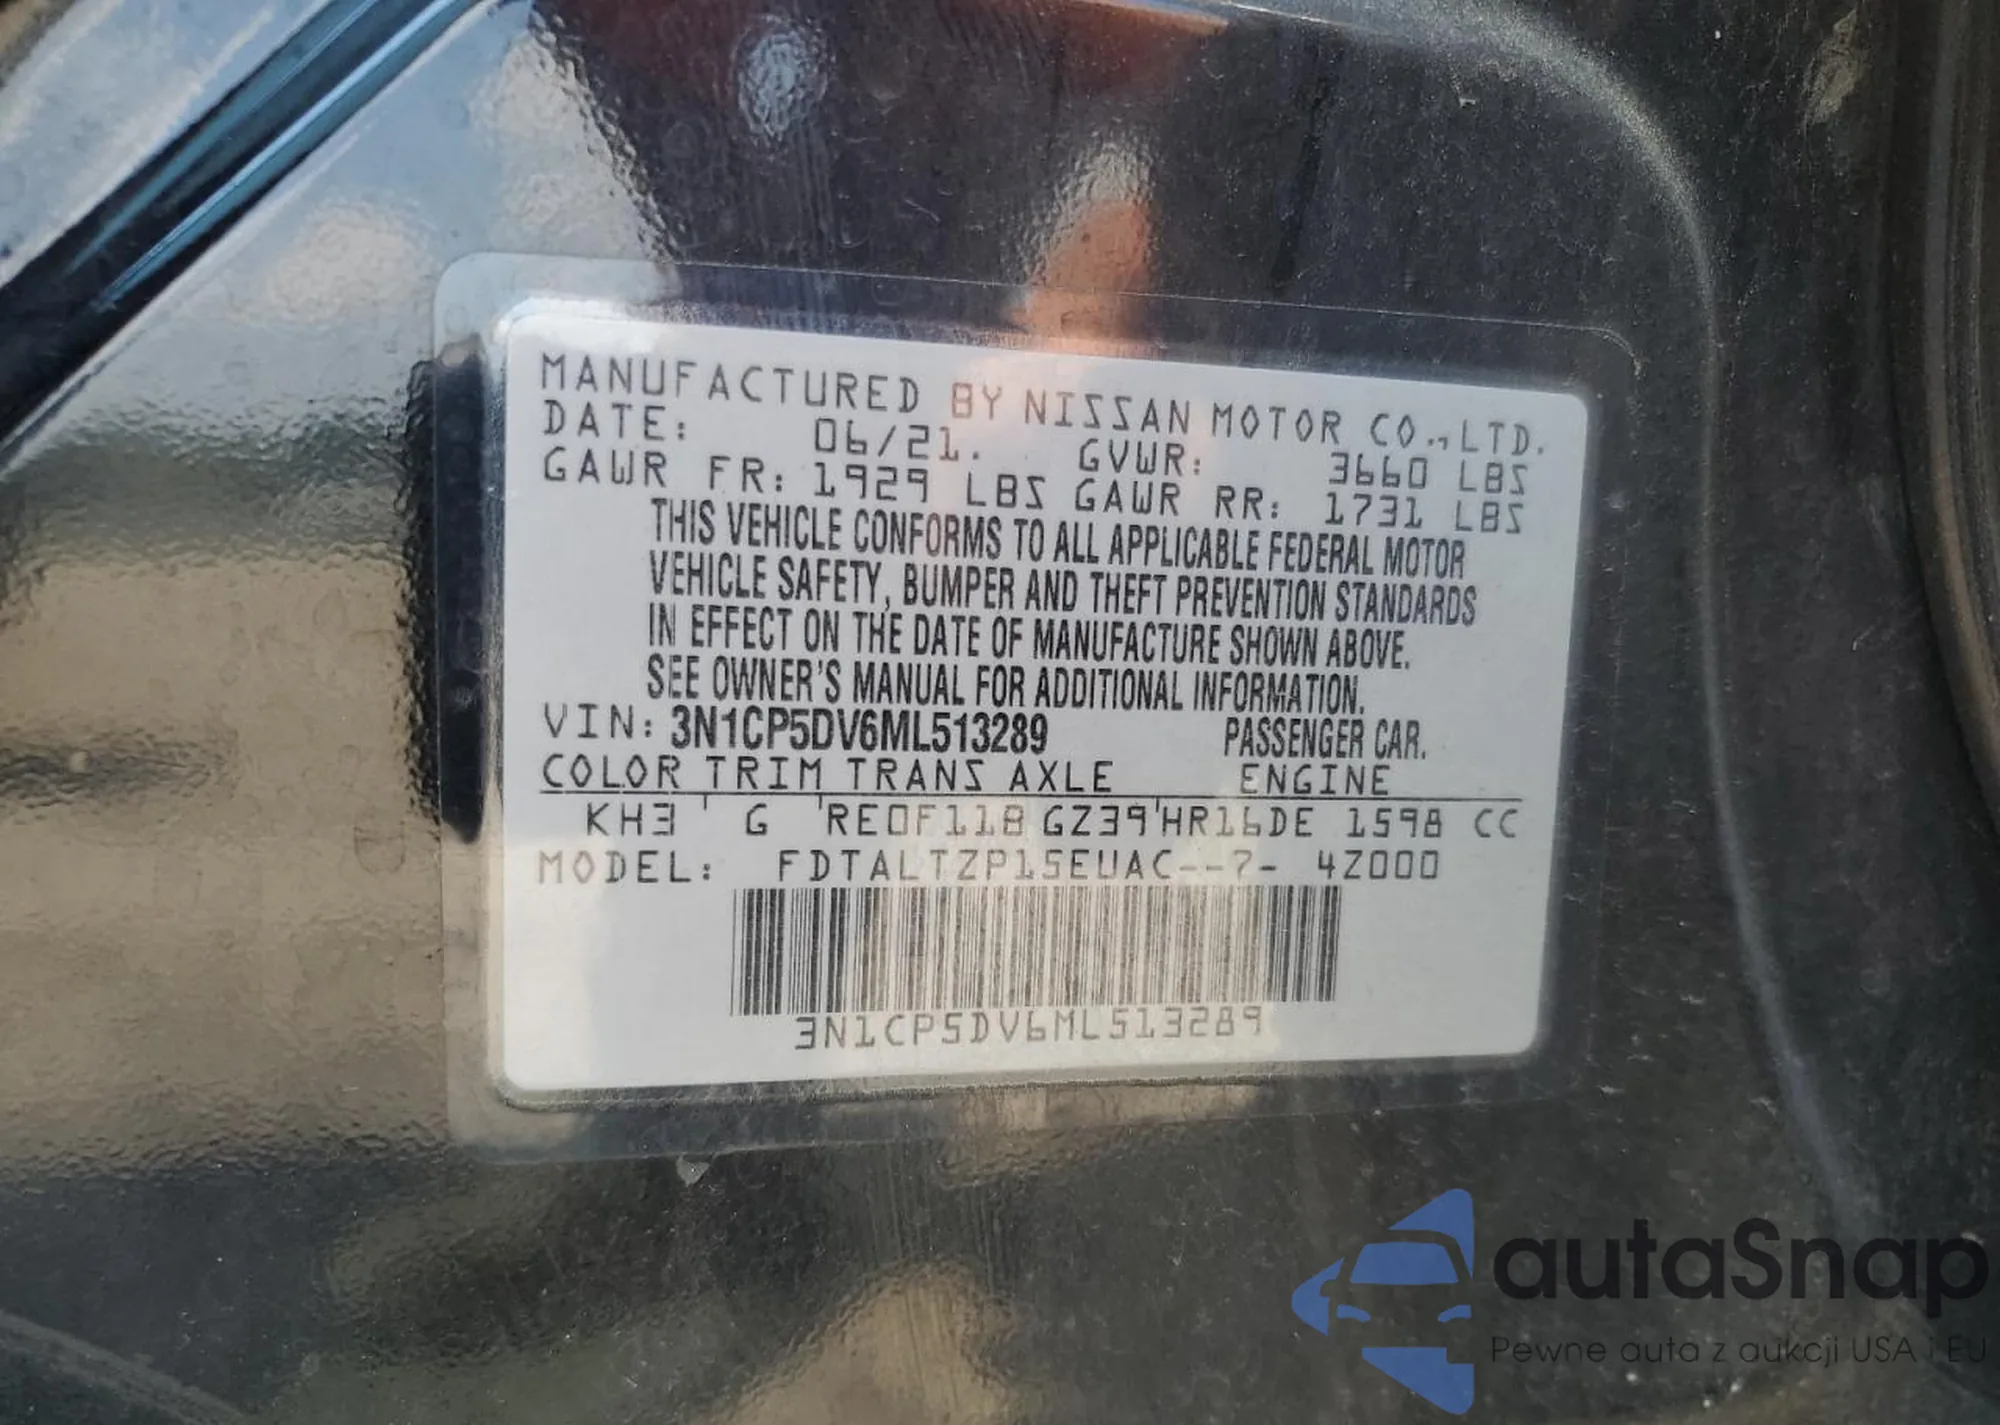 MANUFACTURED BY NISSAN MOTOR CO.,LTD.
DATE: 06/21. GVWR: 3660 LBS
GAWR FR: 1929 LBS GAWR RR: 1731 LBS
THIS VEHICLE CONFORMS TO ALL APPLICABLE FEDERAL MOTOR
VEHICLE SAFETY, BUMPER AND THEFT PREVENTION STANDARDS
IN EFFECT ON THE DATE OF MANUFACTURE SHOWN ABOVE.
SEE OWNER'S MANUAL FOR ADDITIONAL INFORMATION.
VIN: 3N1CP5DV6ML513289 PASSENGER CAR.
COLOR TRIM TRANS AXLE ENGINE
KH3 G RE0F11B GZ39 HR16DE 1598 CC
MODEL: FDTALTZP15EUAC--7- 4Z000
3N1CP5DV6ML513289
autaSnap
Pewne auta z aukcji USA i EU